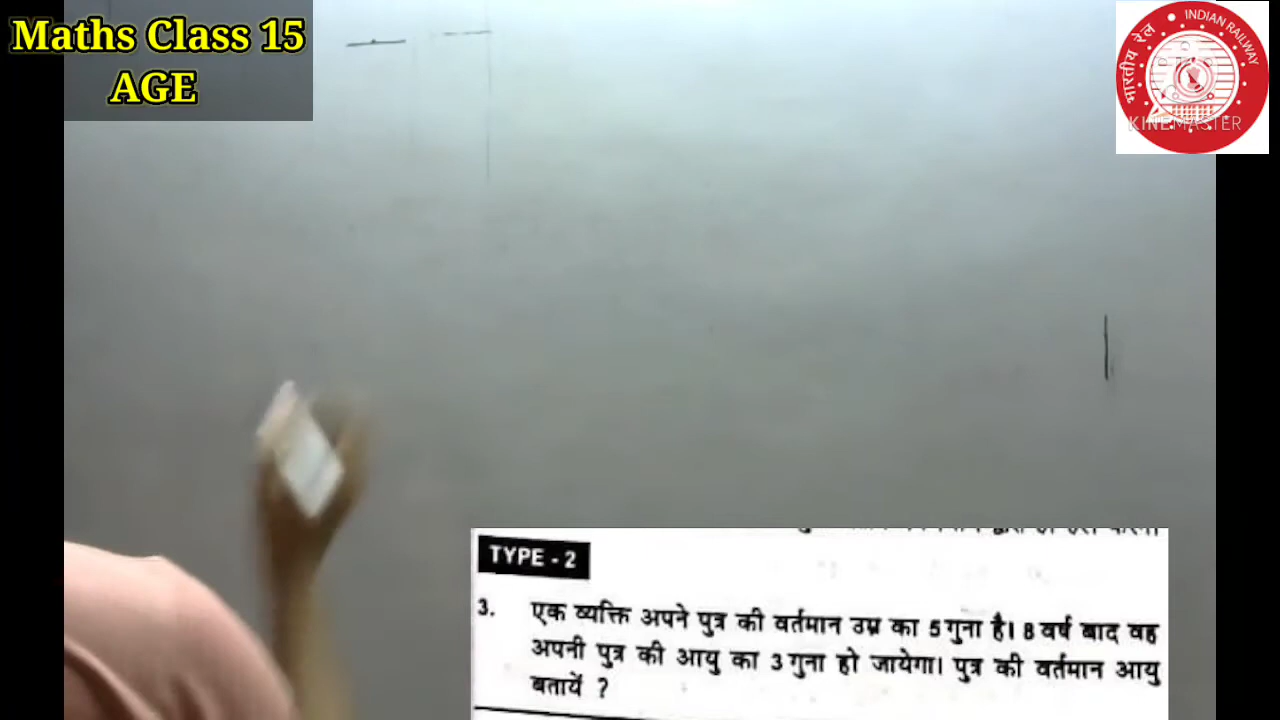 Maths Class 15
AGE
भारतीय रेल
INDIAN RAILWAY
KINEMASTER
TYPE - 2
3. एक व्यक्ति अपने पुत्र की वर्तमान उम्र का 5 गुना है। 8 वर्ष बाद वह
अपनी पुत्र की आयु का 3 गुना हो जायेगा। पुत्र की वर्तमान आयु
बतायें ?